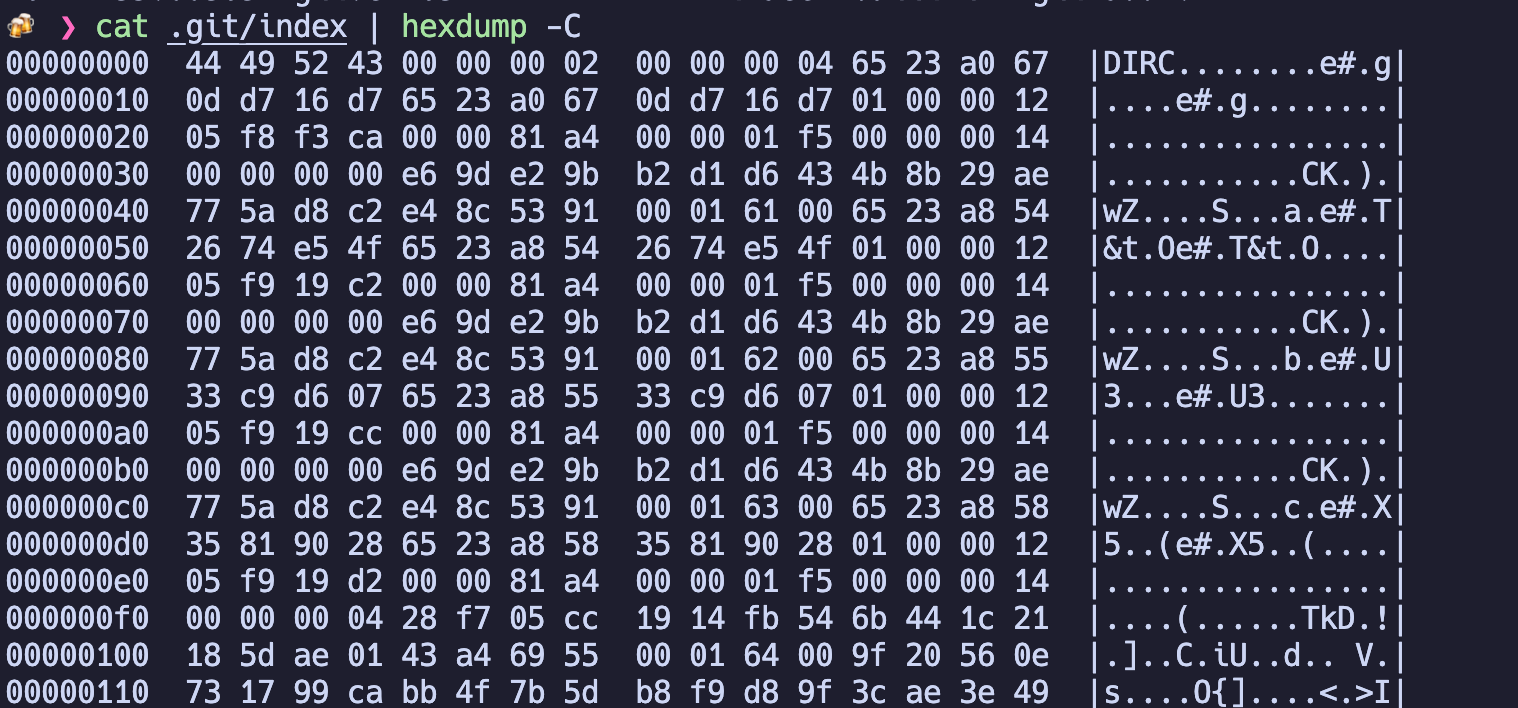 ❯ cat .git/index | hexdump -C
00000000  44 49 52 43 00 00 00 02  00 00 00 04 65 23 a0 67  |DIRC........e#.g|
00000010  0d d7 16 d7 65 23 a0 67  0d d7 16 d7 01 00 00 12  |....e#.g........|
00000020  05 f8 f3 ca 00 00 81 a4  00 00 01 f5 00 00 00 14  |................|
00000030  00 00 00 00 e6 9d e2 9b  b2 d1 d6 43 4b 8b 29 ae  |...........CK.).|
00000040  77 5a d8 c2 e4 8c 53 91  00 01 61 00 65 23 a8 54  |wZ....S...a.e#.T|
00000050  26 74 e5 4f 65 23 a8 54  26 74 e5 4f 01 00 00 12  |&t.Oe#.T&t.O....|
00000060  05 f9 19 c2 00 00 81 a4  00 00 01 f5 00 00 00 14  |................|
00000070  00 00 00 00 e6 9d e2 9b  b2 d1 d6 43 4b 8b 29 ae  |...........CK.).|
00000080  77 5a d8 c2 e4 8c 53 91  00 01 62 00 65 23 a8 55  |wZ....S...b.e#.U|
00000090  33 c9 d6 07 65 23 a8 55  33 c9 d6 07 01 00 00 12  |3...e#.U3.......|
000000a0  05 f9 19 cc 00 00 81 a4  00 00 01 f5 00 00 00 14  |................|
000000b0  00 00 00 00 e6 9d e2 9b  b2 d1 d6 43 4b 8b 29 ae  |...........CK.).|
000000c0  77 5a d8 c2 e4 8c 53 91  00 01 63 00 65 23 a8 58  |wZ....S...c.e#.X|
000000d0  35 81 90 28 65 23 a8 58  35 81 90 28 01 00 00 12  |5..(e#.X5..(....|
000000e0  05 f9 19 d2 00 00 81 a4  00 00 01 f5 00 00 00 14  |................|
000000f0  00 00 00 04 28 f7 05 cc  19 14 fb 54 6b 44 1c 21  |....(......TkD.!|
00000100  18 5d ae 01 43 a4 69 55  00 01 64 00 9f 20 56 0e  |.]..C.iU..d.. V.|
00000110  73 17 99 ca bb 4f 7b 5d  b8 f9 d8 9f 3c ae 3e 49  |s....O{]....<.>I|